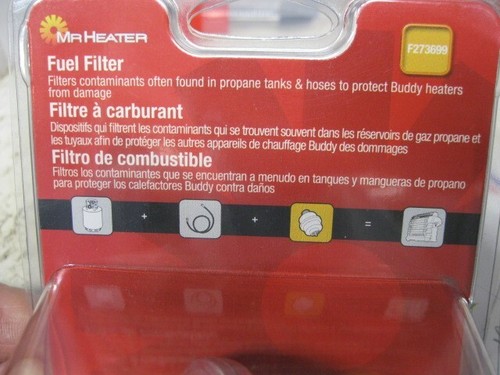 MR HEATER
F273699
Fuel Filter
Filters contaminants often found in propane tanks & hoses to protect Buddy heaters
from damage
Filtre à carburant
Dispositifs qui filtrent les contaminants qui se trouvent souvent dans les réservoirs de gaz propane et
les tuyaux afin de protéger les autres appareils de chauffage Buddy des dommages
Filtro de combustible
Filtros los contaminantes que se encuentran a menudo en tanques y mangueras de propano
para proteger los calefactores Buddy contra daños
+ + =